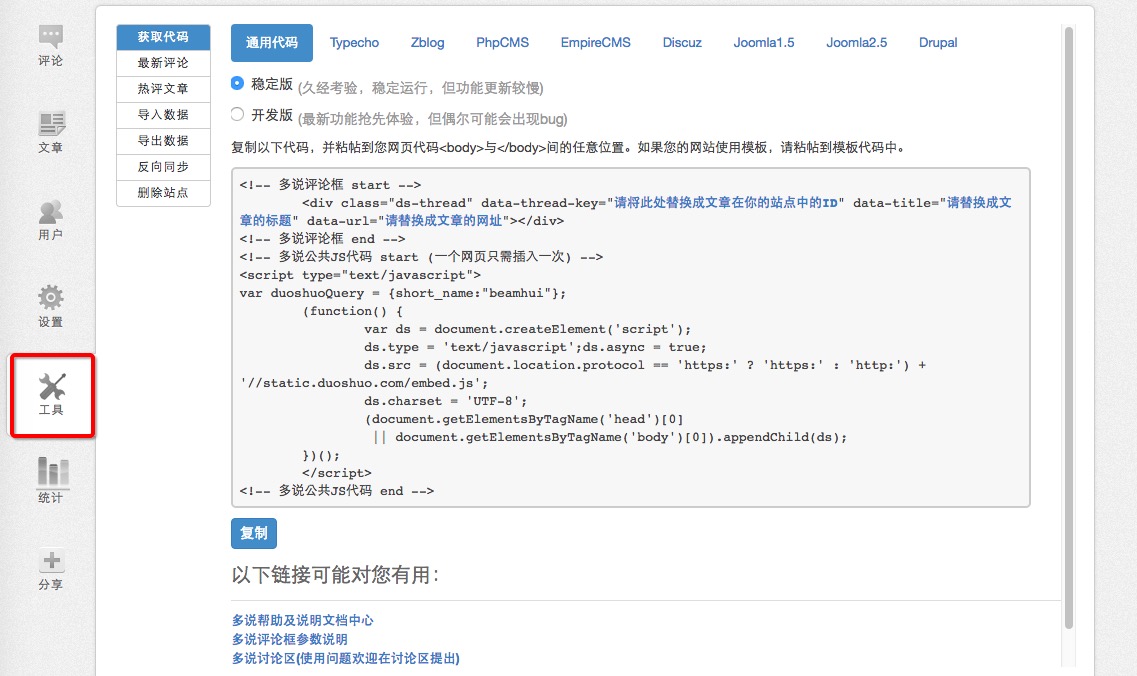 评论
文章
用户
设置
工具
统计
分享
获取代码
最新评论
热评文章
导入数据
导出数据
反向同步
删除站点
通用代码 Typecho Zblog PhpCMS EmpireCMS Discuz Joomla1.5 Joomla2.5 Drupal
稳定版 (久经考验，稳定运行，但功能更新较慢)
开发版 (最新功能抢先体验，但偶尔可能会出现bug)
复制以下代码，并粘帖到您网页代码<body>与</body>间的任意位置。如果您的网站使用模板，请粘帖到模板代码中。
<!-- 多说评论框 start -->
<div class="ds-thread" data-thread-key="请将此处替换成文章在你的站点中的ID" data-title="请替换成文
章的标题" data-url="请替换成文章的网址"></div>
<!-- 多说评论框 end -->
<!-- 多说公共JS代码 start (一个网页只需插入一次) -->
<script type="text/javascript">
var duoshuoQuery = {short_name:"beamhui"};
(function() {
var ds = document.createElement('script');
ds.type = 'text/javascript';ds.async = true;
ds.src = (document.location.protocol == 'https:' ? 'https:' : 'http:') +
'//static.duoshuo.com/embed.js';
ds.charset = 'UTF-8';
(document.getElementsByTagName('head')[0]
|| document.getElementsByTagName('body')[0]).appendChild(ds);
})();
</script>
<!-- 多说公共JS代码 end -->
复制
以下链接可能对您有用：
多说帮助及说明文档中心
多说评论框参数说明
多说讨论区(使用问题欢迎在讨论区提出)